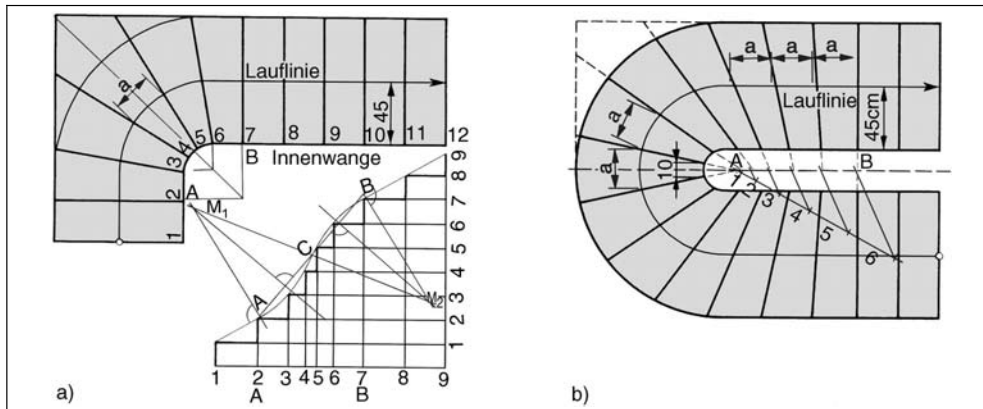 Lauflinie
a
45
3 4 5 6 7 8 9 10 11 12
B Innenwange
2 A
M₁
1
9
8
7
6
5
4
3
2
1
B
C
A
M₂
1 2 3 4 5 6 7 8 9
A B
a)
a a a
Lauflinie
45cm
a
a
10
A B
1 2 3 4 5 6
b)